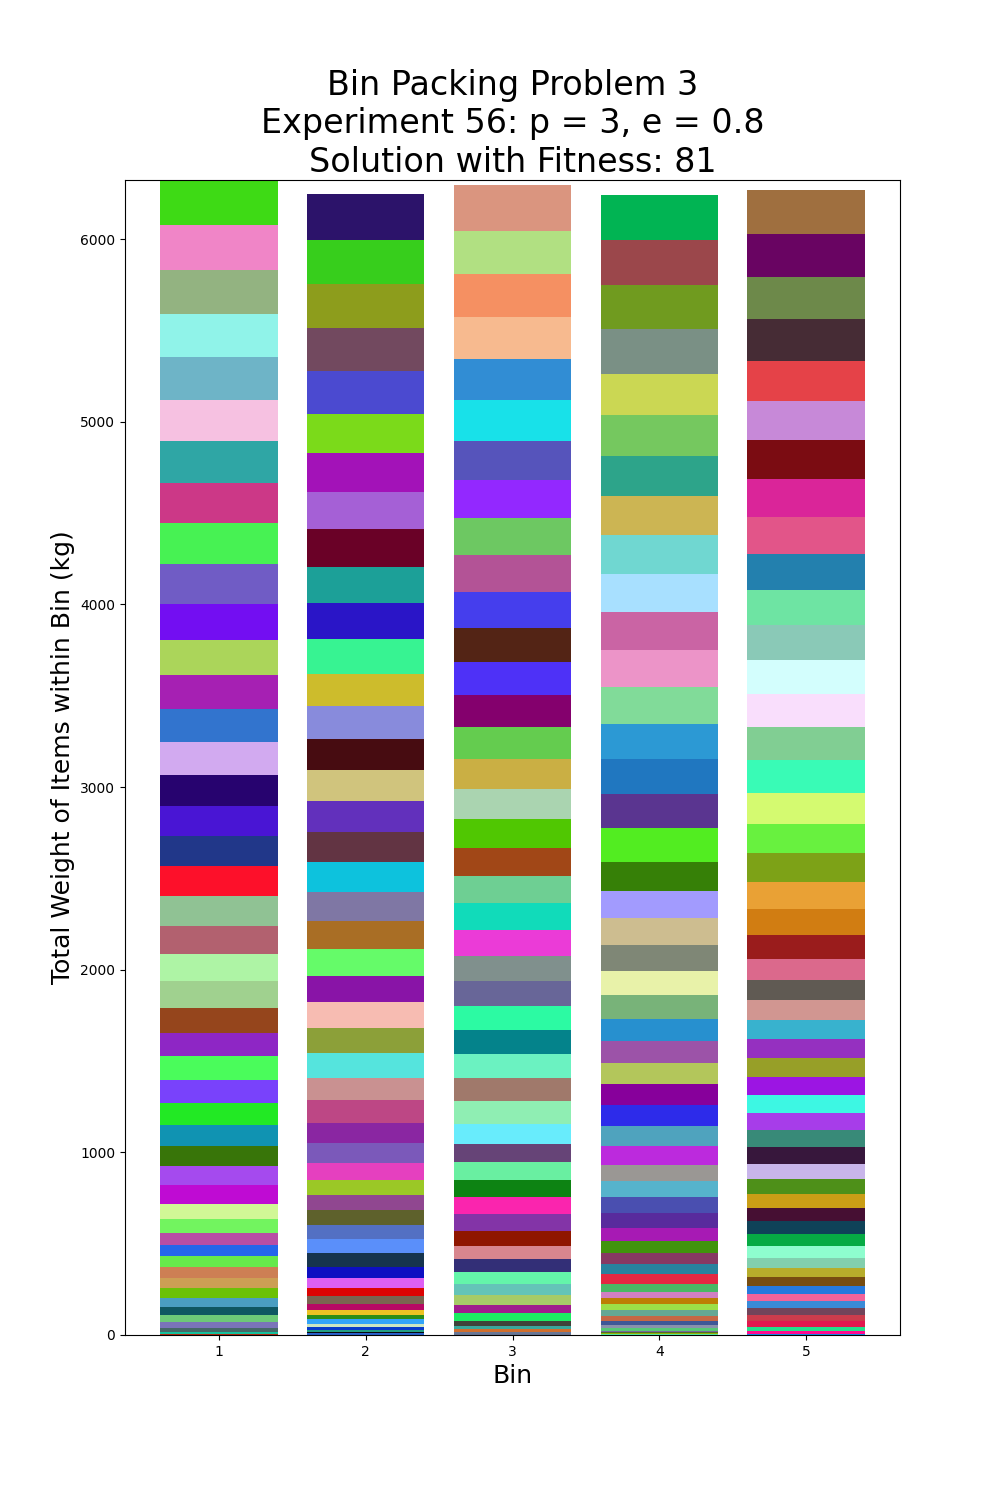 Bin Packing Problem 3
Experiment 56: p = 3, e = 0.8
Solution with Fitness: 81
Total Weight of Items within Bin (kg)
6000
5000
4000
3000
2000
1000
0
1 2 3 4 5
Bin